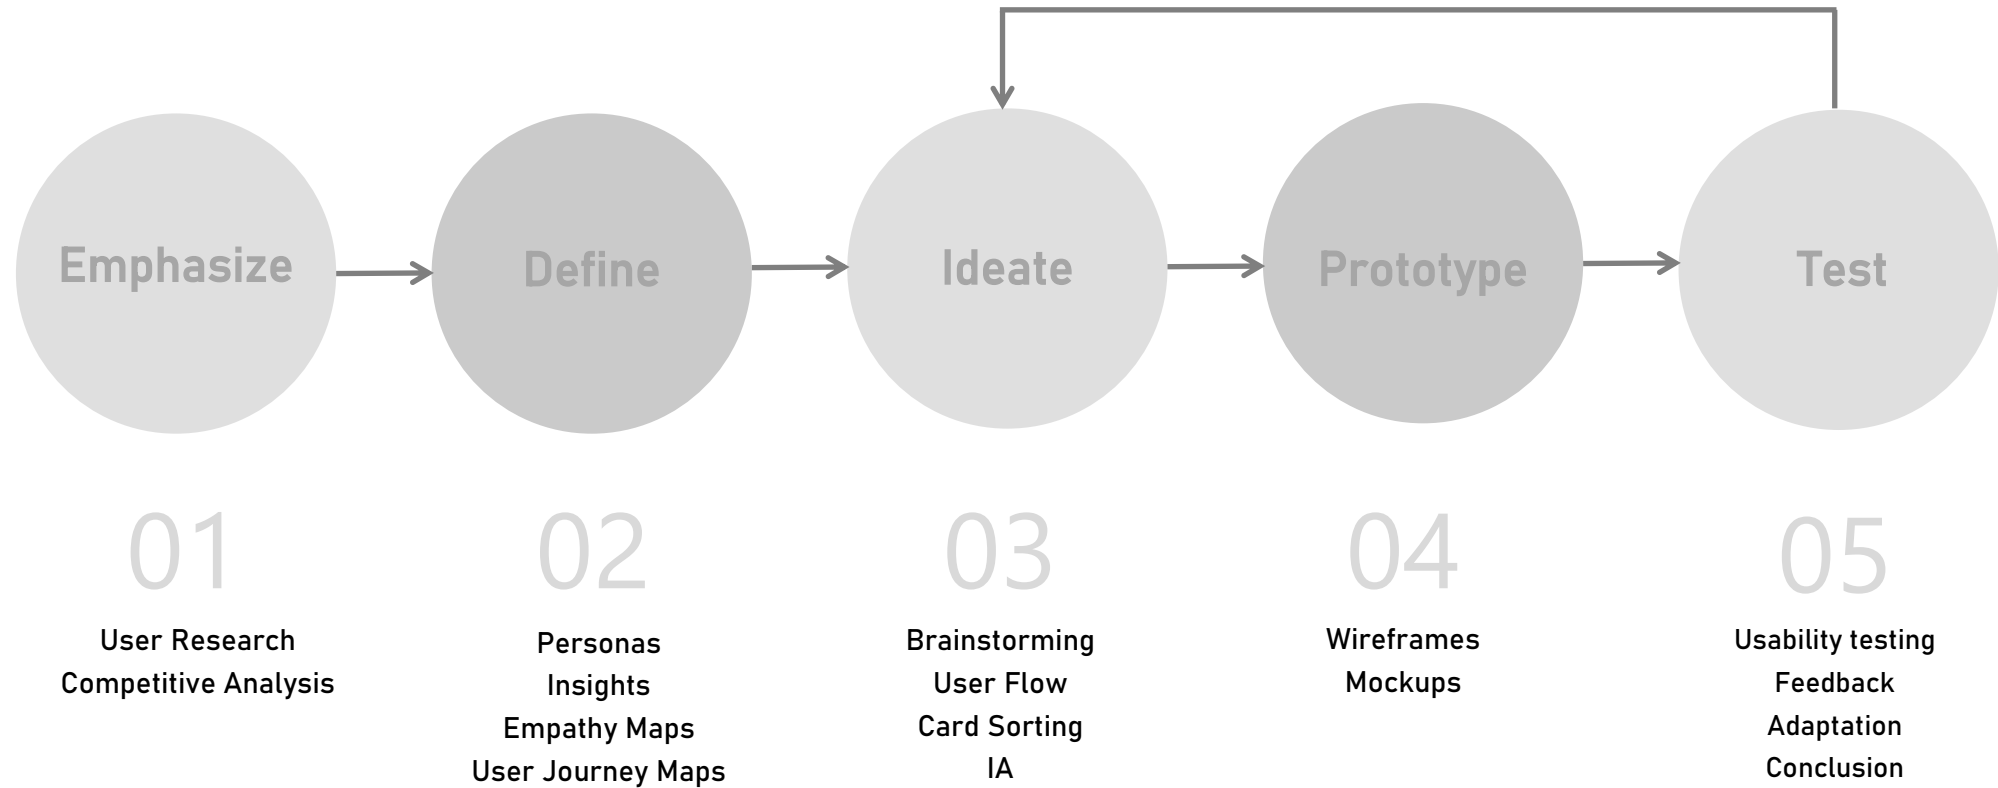 Emphasize
Define
Ideate
Prototype
Test
01
User Research
Competitive Analysis
02
Personas
Insights
Empathy Maps
User Journey Maps
03
Brainstorming
User Flow
Card Sorting
IA
04
Wireframes
Mockups
05
Usability testing
Feedback
Adaptation
Conclusion